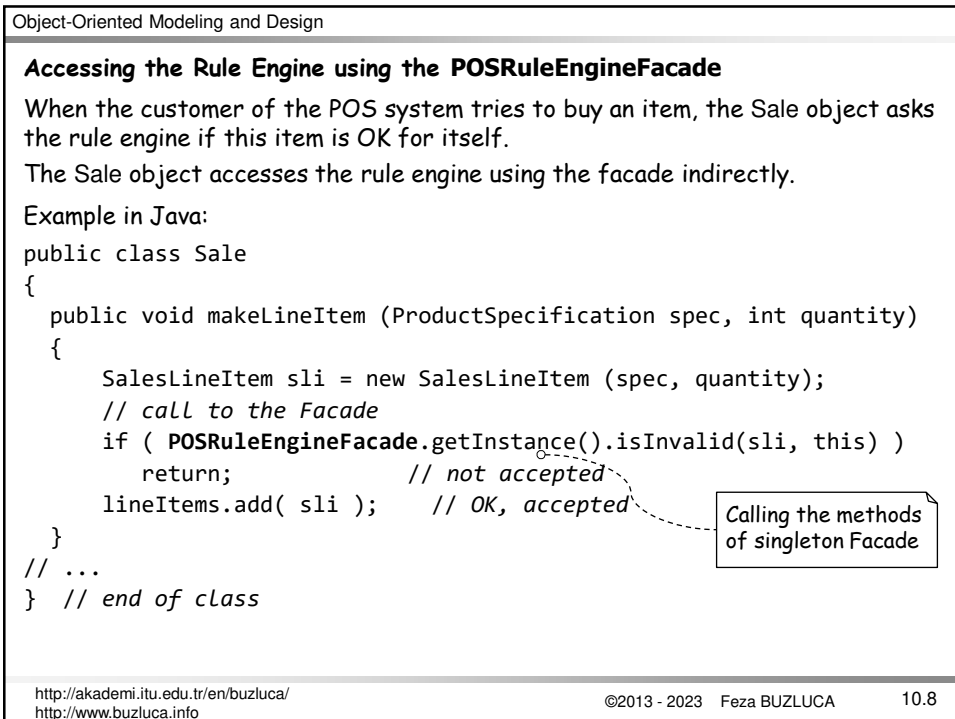 Object-Oriented Modeling and Design
Accessing the Rule Engine using the POSRuleEngineFacade
When the customer of the POS system tries to buy an item, the Sale object asks
the rule engine if this item is OK for itself.
The Sale object accesses the rule engine using the facade indirectly.
Example in Java:
public class Sale
{
  public void makeLineItem (ProductSpecification spec, int quantity)
  {
      SalesLineItem sli = new SalesLineItem (spec, quantity);
      // call to the Facade
      if ( POSRuleEngineFacade.getInstance().isInvalid(sli, this) )
         return;            // not accepted
      lineItems.add( sli );    // OK, accepted
Calling the methods
of singleton Facade
  }
// ...
}  // end of class
http://akademi.itu.edu.tr/en/buzluca/
http://www.buzluca.info
©2013 - 2023 Feza BUZLUCA 10.8